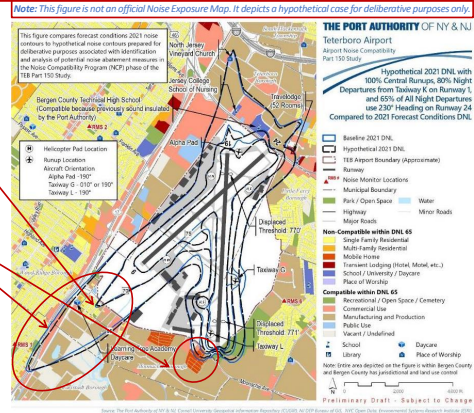 Note: This figure is not an official Noise Exposure Map. It depicts a hypothetical case for deliberative purposes only.
This figure compares forecast conditions 2021 noise
contours to hypothetical noise contours prepared for
deliberative purposes associated with identification
and analysis of potential noise abatement measures in
the Noise Compatibility Program (NCP) phase of the
TEB Part 150 Study.
North Jersey
Vineyard Church
Jersey College
School of Nursing
Bergen County Technical High School
(Compatible because previously sound insulated
by the Port Authority)
Travelodge
(52 Rooms)
RMS 2
Alpha Pad
19
H Helicopter Pad Location
Runup Location
Aircraft Orientation
Alpha Pad -190°
Taxiway G - 010° or 190°
Taxiway L - 190°
Displaced
Threshold 770'
Taxiway G
RMS 6
Displaced
Threshold 771'
Taxiway L
RMS 1
Learning Academy
Daycare
Moonachie Ave
THE PORT AUTHORITY OF NY & NJ
Teterboro Airport
Airport Noise Compatibility
Part 150 Study
Hypothetical 2021 DNL with
100% Central Runups, 80% Night
Departures from Taxiway K on Runway 1,
and 65% of All Night Departures
use 230° Heading on Runway 24
Compared to 2021 Forecast Conditions DNL
Baseline 2021 DNL
Hypothetical 2021 DNL
TEB Airport Boundary (Approximate)
Runway
RMS # Noise Monitor Locations
Municipal Boundary
Park / Open Space Water
Highway Minor Roads
Major Roads
Non-Compatible within DNL 65
Single Family Residential
Multi-Family Residential
Mobile Home
Transient Lodging (Hotel, Motel, etc..)
School / University / Daycare
Place of Worship
Compatible within DNL 65
Recreational / Open Space / Cemetery
Commercial Use
Manufacturing and Production
Public Use
Vacant / Undefined
School Daycare
Library Place of Worship
Note: Entire area depicted on the figure is within Bergen County
and Bergen County has jurisdictional and land use control
N
Preliminary Draft - Subject to Change